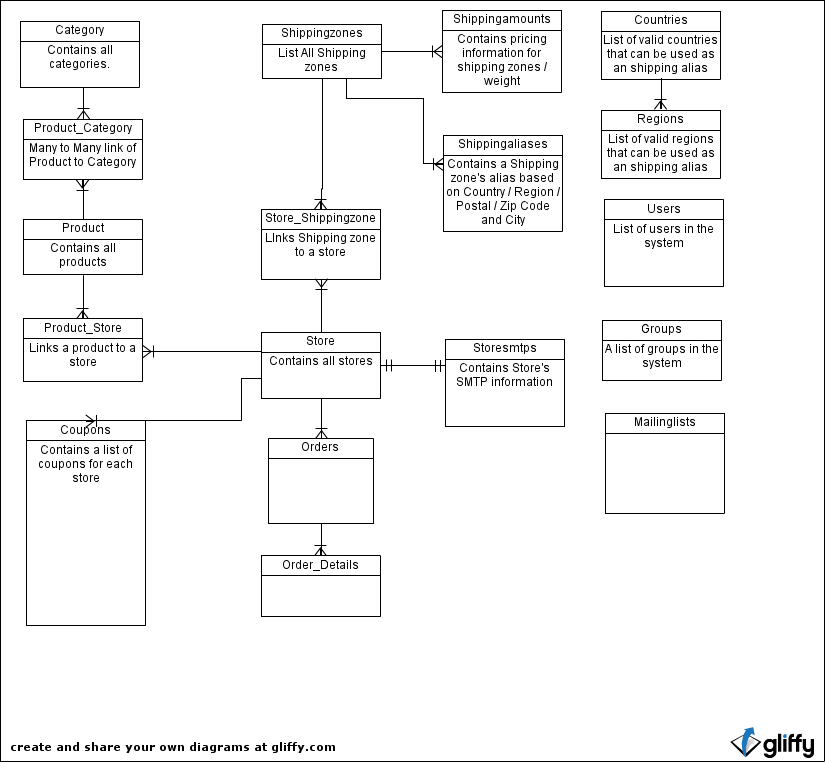 Category
Contains all
categories.
Product_Category
Many to Many link of
Product to Category
Product
Contains all
products
Product_Store
Links a product to a
store
Coupons
Contains a list of
coupons for each
store
Shippingzones
List All Shipping
zones
Store_Shippingzone
LInks Shipping zone
to a store
Store
Contains all stores
Orders
Order_Details
Shippingamounts
Contains pricing
information for
shipping zones /
weight
Shippingaliases
Contains a Shipping
zone's alias based
on Country / Region /
Postal / Zip Code
and City
Storesmtps
Contains Store's
SMTP information
Countries
List of valid countries
that can be used as
an shipping alias
Regions
List of valid regions
that can be used as
an shipping alias
Users
List of users in the
system
Groups
A list of groups in the
system
Mailinglists
create and share your own diagrams at gliffy.com
gliffy